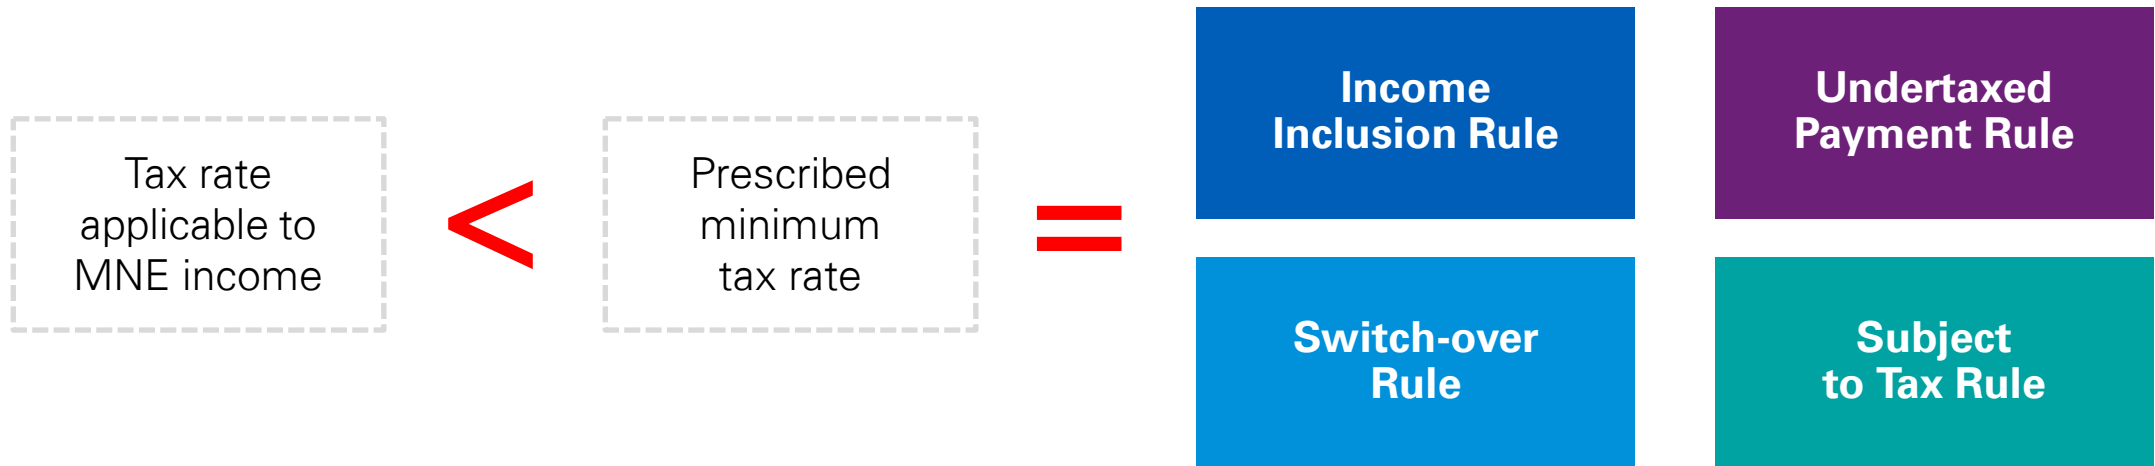 Tax rate
applicable to
MNE income
<
Prescribed
minimum
tax rate
=
Income
Inclusion Rule
Undertaxed
Payment Rule
Switch-over
Rule
Subject
to Tax Rule